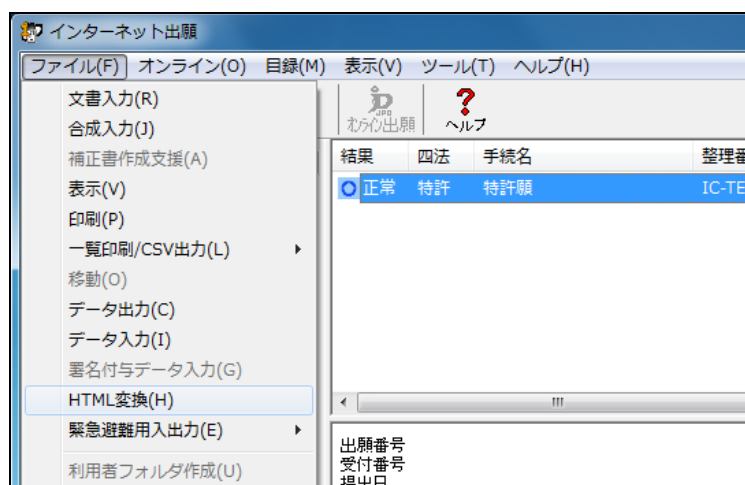 インターネット出願
ファイル(F) オンライン(O) 目録(M) 表示(V) ツール(T) ヘルプ(H)
文書入力(R)
合成入力(J)
補正書作成支援(A)
表示(V)
印刷(P)
一覧印刷/CSV出力(L)
移動(O)
データ出力(C)
データ入力(I)
署名付与データ入力(G)
HTML変換(H)
緊急避難用入出力(E)
利用者フォルダ作成(U)
JPO
オンライン出願 ヘルプ
結果 四法 手続名 整理番
正常 特許 特許願 IC-TE
出願番号
受付番号
提出日